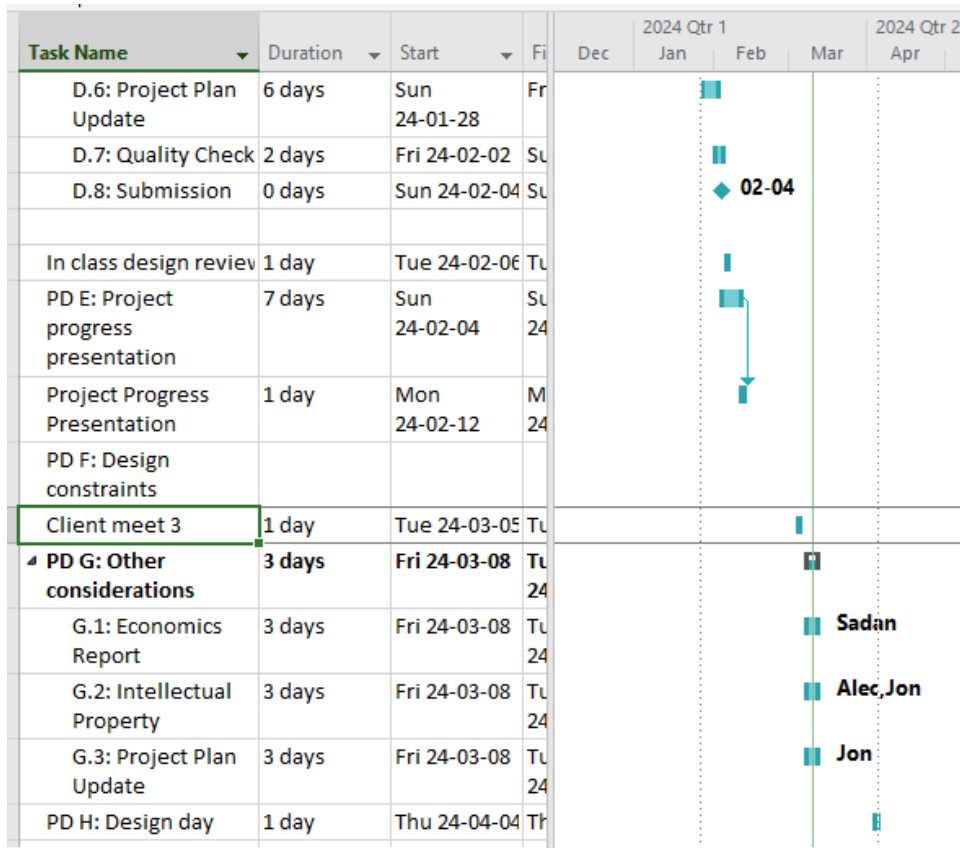 2024 Qtr 1 2024 Qtr 2
Task Name Duration Start Fi Dec Jan Feb Mar Apr
D.6: Project Plan 6 days Sun Fr
Update 24-01-28
D.7: Quality Check 2 days Fri 24-02-02 Su
D.8: Submission 0 days Sun 24-02-04 Su 02-04
In class design review 1 day Tue 24-02-06 Tu
PD E: Project 7 days Sun Su
progress 24-02-04 24
presentation
Project Progress 1 day Mon M
Presentation 24-02-12 24
PD F: Design
constraints
Client meet 3 1 day Tue 24-03-05 Tu
PD G: Other 3 days Fri 24-03-08 Tu
considerations 24
G.1: Economics 3 days Fri 24-03-08 Tu Sadan
Report 24
G.2: Intellectual 3 days Fri 24-03-08 Tu Alec,Jon
Property 24
G.3: Project Plan 3 days Fri 24-03-08 Tu Jon
Update 24
PD H: Design day 1 day Thu 24-04-04 Th